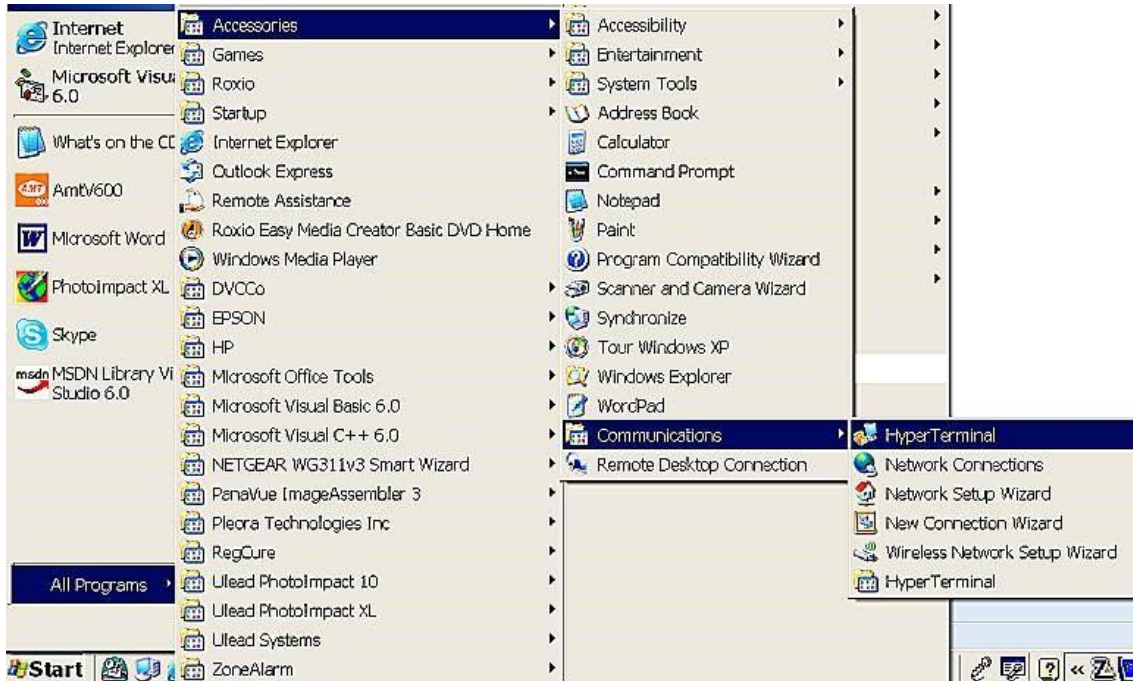 Internet
Internet Explorer
Microsoft Visua
6.0
What's on the CD
AmtV600
Microsoft Word
PhotoImpact XL
Skype
msdn MSDN Library Vi
Studio 6.0
All Programs
Start
Accessories
Games
Roxio
Startup
Internet Explorer
Outlook Express
Remote Assistance
Roxio Easy Media Creator Basic DVD Home
Windows Media Player
DVCCo
EPSON
HP
Microsoft Office Tools
Microsoft Visual Basic 6.0
Microsoft Visual C++ 6.0
NETGEAR WG311v3 Smart Wizard
PanaVue ImageAssembler 3
Pleora Technologies Inc
RegCure
Ulead PhotoImpact 10
Ulead PhotoImpact XL
Ulead Systems
ZoneAlarm
Accessibility
Entertainment
System Tools
Address Book
Calculator
Command Prompt
Notepad
Paint
Program Compatibility Wizard
Scanner and Camera Wizard
Synchronize
Tour Windows XP
Windows Explorer
WordPad
Communications
Remote Desktop Connection
HyperTerminal
Network Connections
Network Setup Wizard
New Connection Wizard
Wireless Network Setup Wizard
HyperTerminal